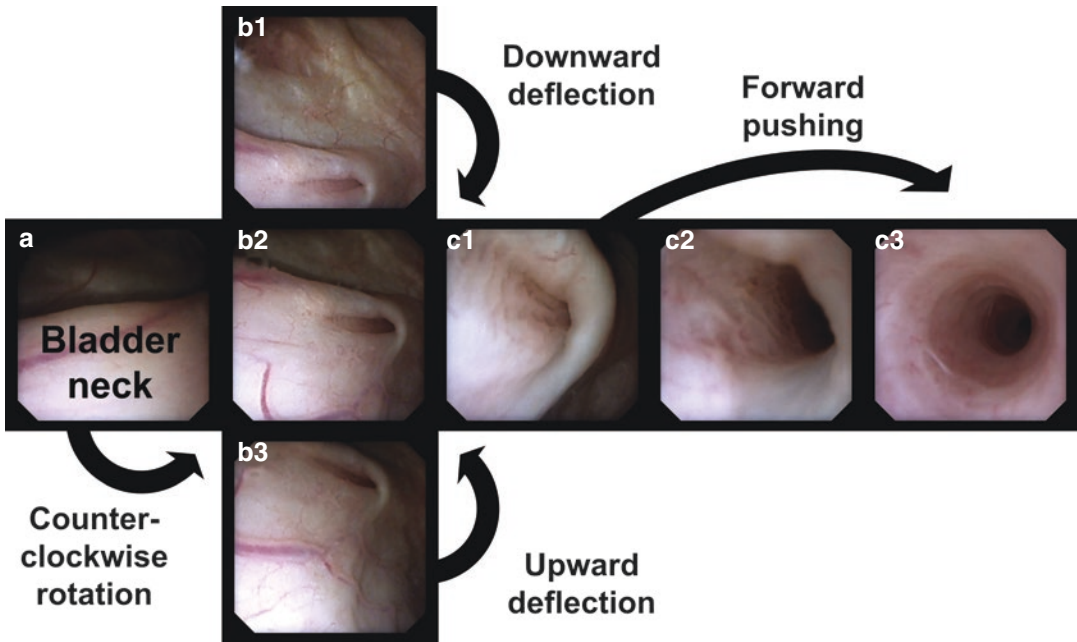 b1
Downward
deflection
Forward
pushing
a
b2
c1
c2
c3
Bladder
neck
b3
Counter-
clockwise
rotation
Upward
deflection